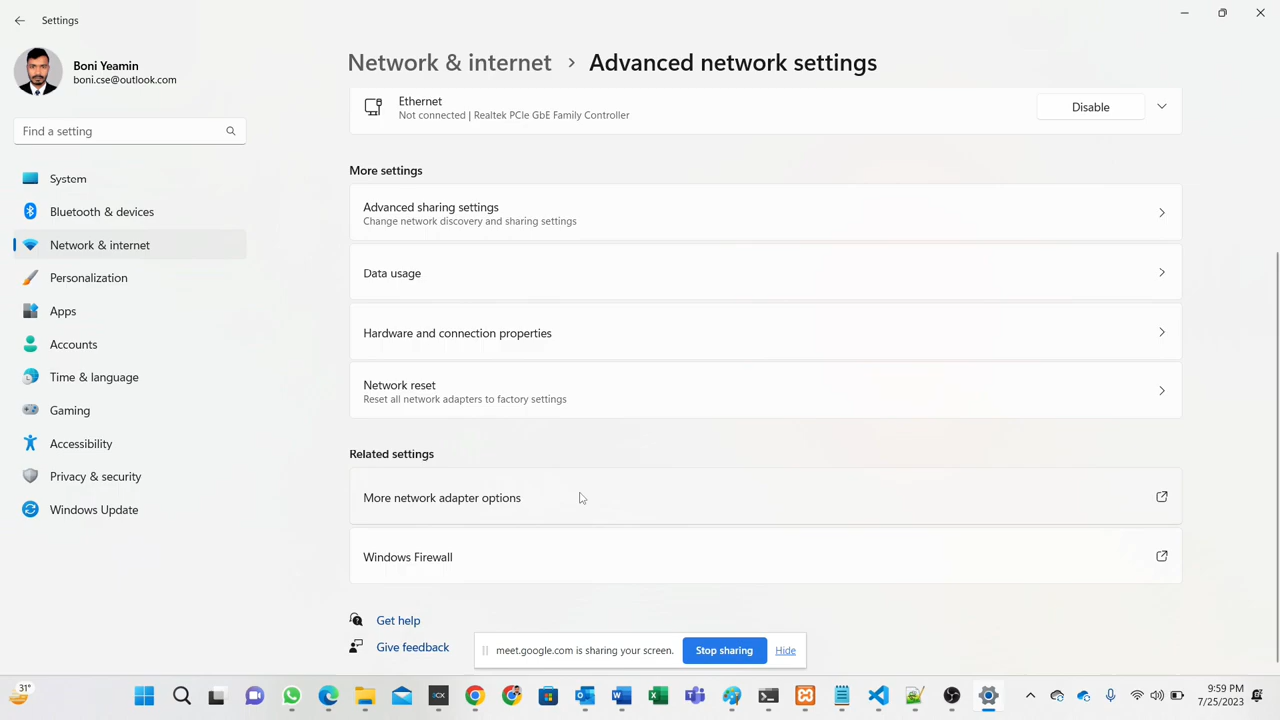 Settings
Boni Yeamin
boni.cse@outlook.com
Find a setting
System
Bluetooth & devices
Network & internet
Personalization
Apps
Accounts
Time & language
Gaming
Accessibility
Privacy & security
Windows Update
Network & internet > Advanced network settings
Ethernet
Not connected | Realtek PCIe GbE Family Controller
Disable
More settings
Advanced sharing settings
Change network discovery and sharing settings
Data usage
Hardware and connection properties
Network reset
Reset all network adapters to factory settings
Related settings
More network adapter options
Windows Firewall
Get help
Give feedback
meet.google.com is sharing your screen.
Stop sharing
Hide
31°
9:59 PM
7/25/2023